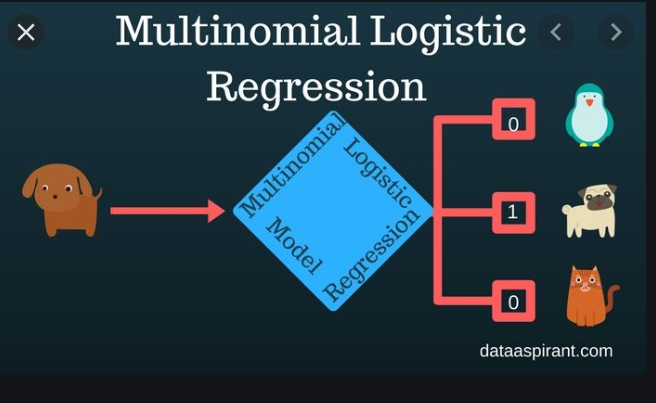 Multinomial Logistic
Regression
Multinomial
Logistic
Model
Regression
0
1
0
dataaspirant.com